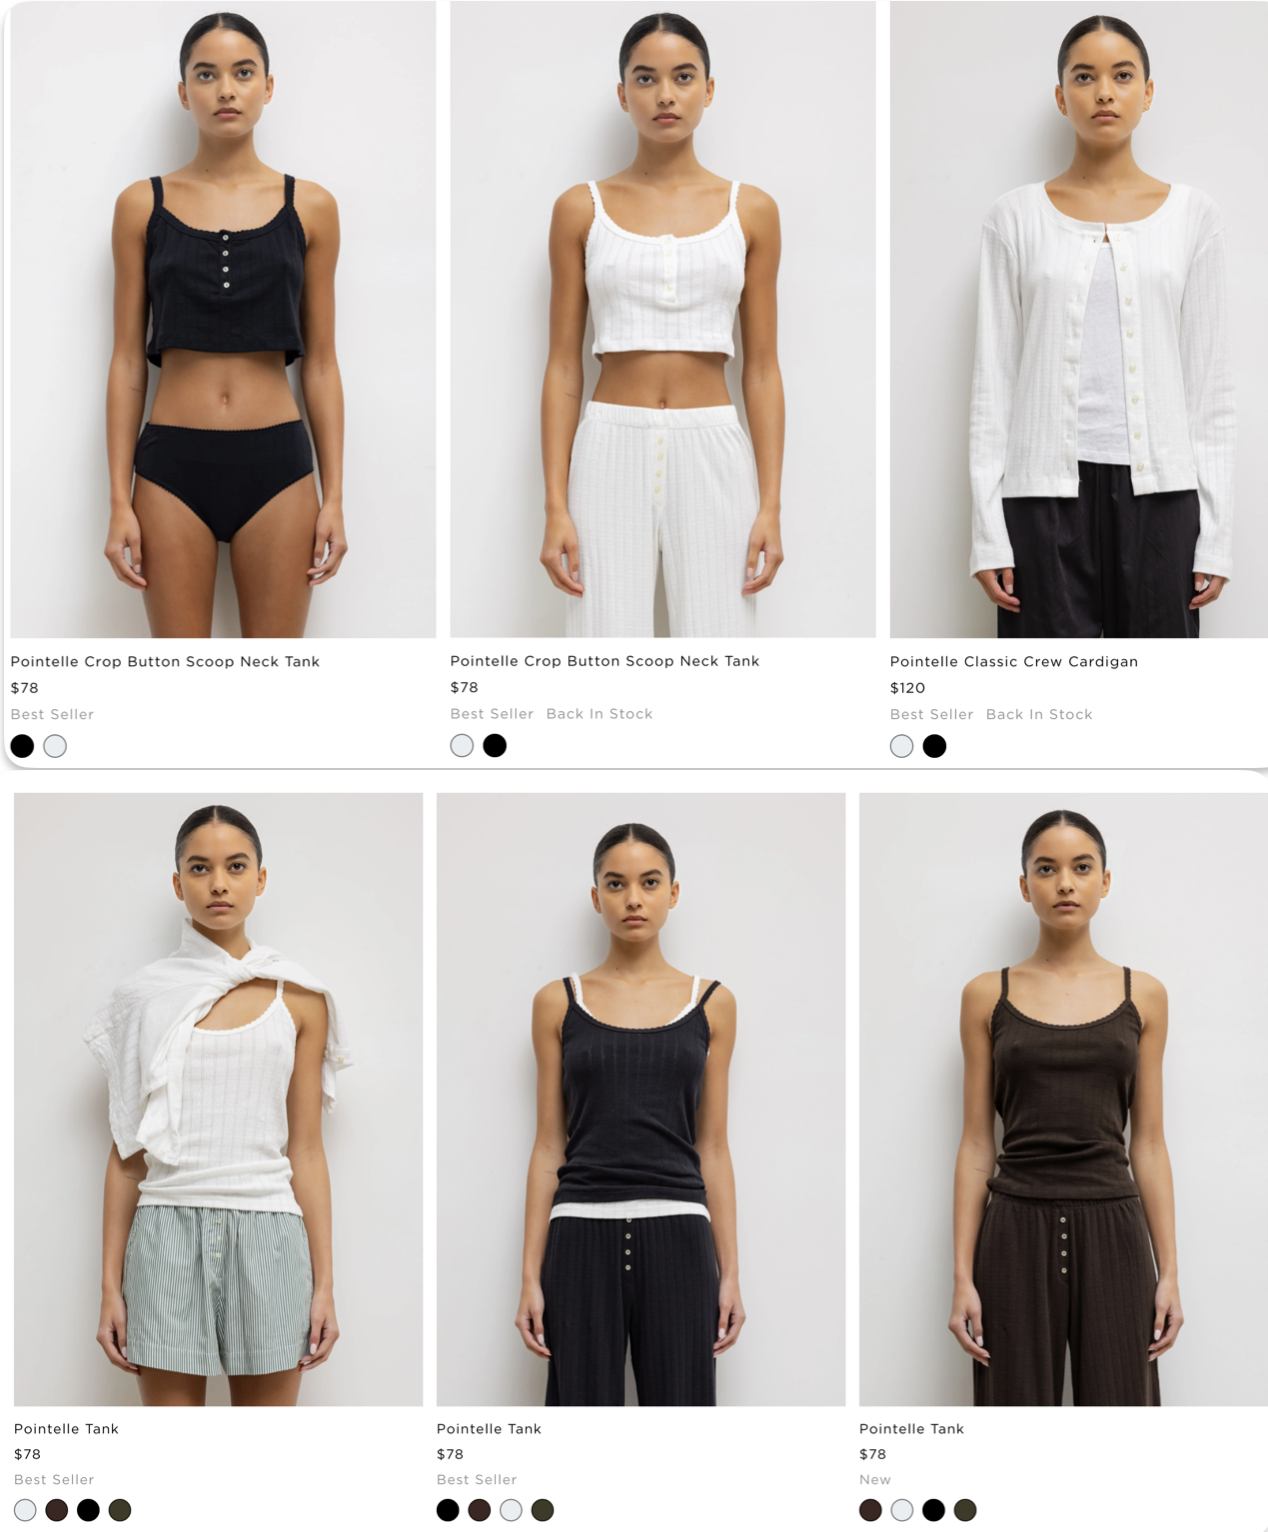 Pointelle Crop Button Scoop Neck Tank
$78
Best Seller
Pointelle Crop Button Scoop Neck Tank
$78
Best Seller Back In Stock
Pointelle Classic Crew Cardigan
$120
Best Seller Back In Stock
Pointelle Tank
$78
Best Seller
Pointelle Tank
$78
Best Seller
Pointelle Tank
$78
New